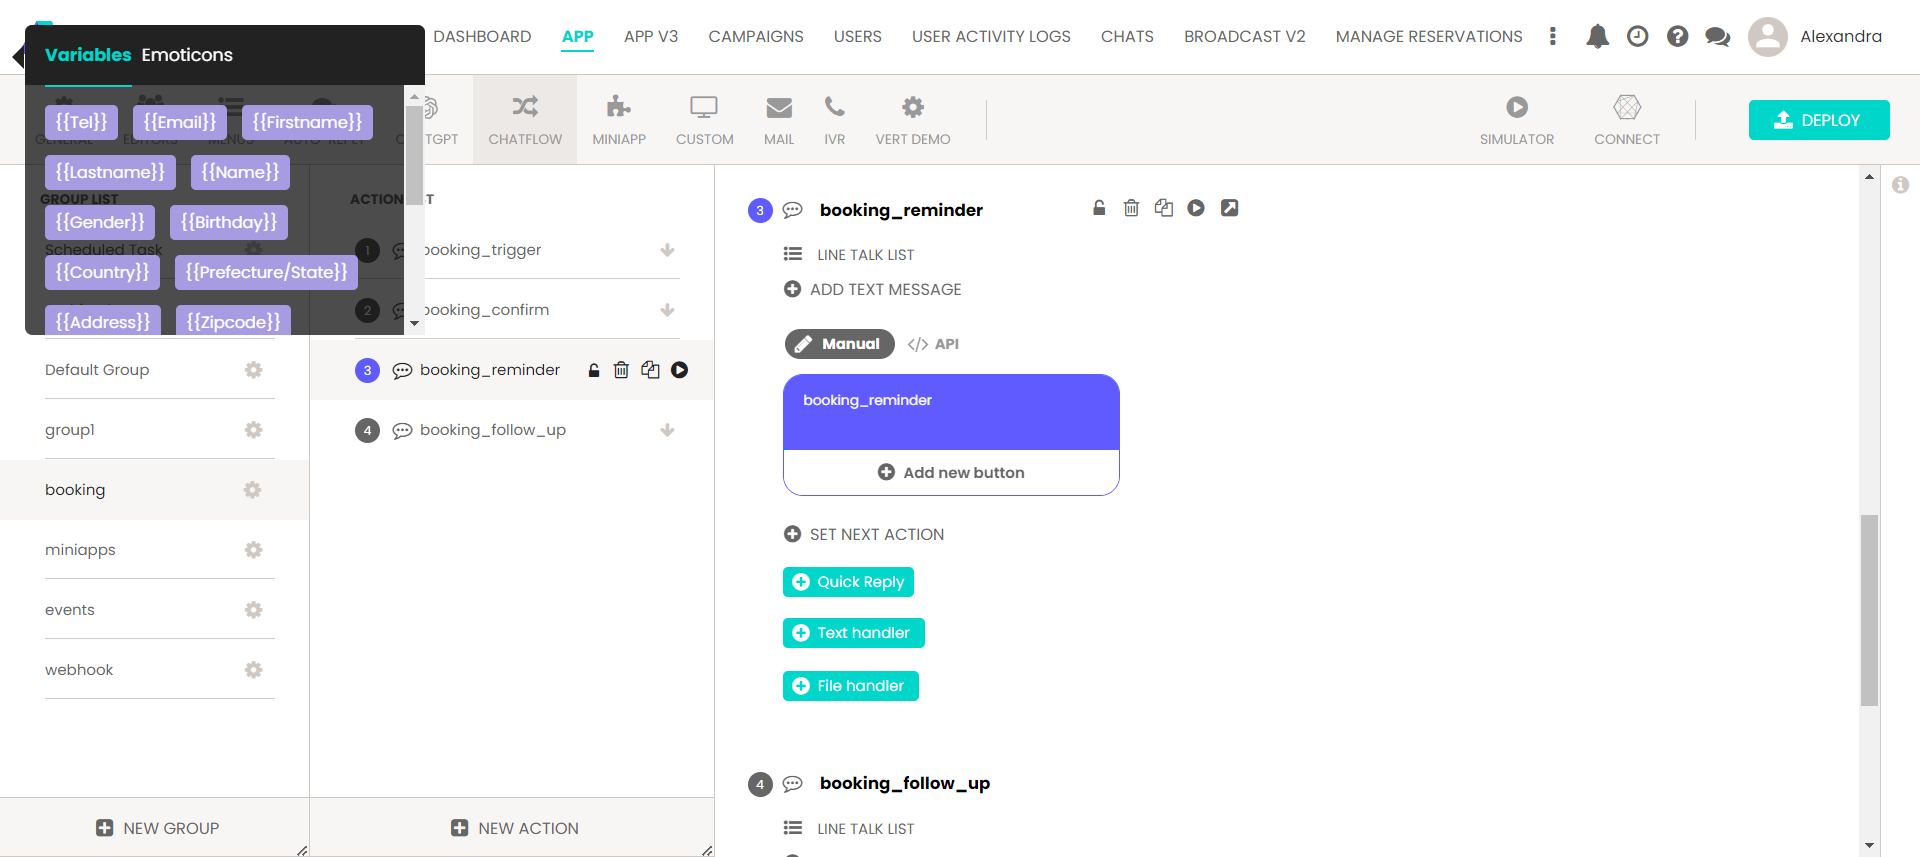 DASHBOARD
APP
APP V3
CAMPAIGNS
USERS
USER ACTIVITY LOGS
CHATS
BROADCAST V2
MANAGE RESERVATIONS
Alexandra
Variables
Emoticons
{{Tel}}
{{Email}}
{{Firstname}}
{{Lastname}}
{{Name}}
{{Gender}}
{{Birthday}}
{{Country}}
{{Prefecture/State}}
{{Address}}
{{Zipcode}}
GENERAL
EDITORS
MENUS
TGPT
CHATFLOW
MINIAPP
CUSTOM
MAIL
IVR
VERT DEMO
SIMULATOR
CONNECT
DEPLOY
GROUP LIST
Scheduled Task
Default Group
group1
booking
miniapps
events
webhook
NEW GROUP
ACTION
1
booking_trigger
2
booking_confirm
3
booking_reminder
4
booking_follow_up
NEW ACTION
3
booking_reminder
LINE TALK LIST
ADD TEXT MESSAGE
Manual
</> API
booking_reminder
Add new button
SET NEXT ACTION
Quick Reply
Text handler
File handler
4
booking_follow_up
LINE TALK LIST